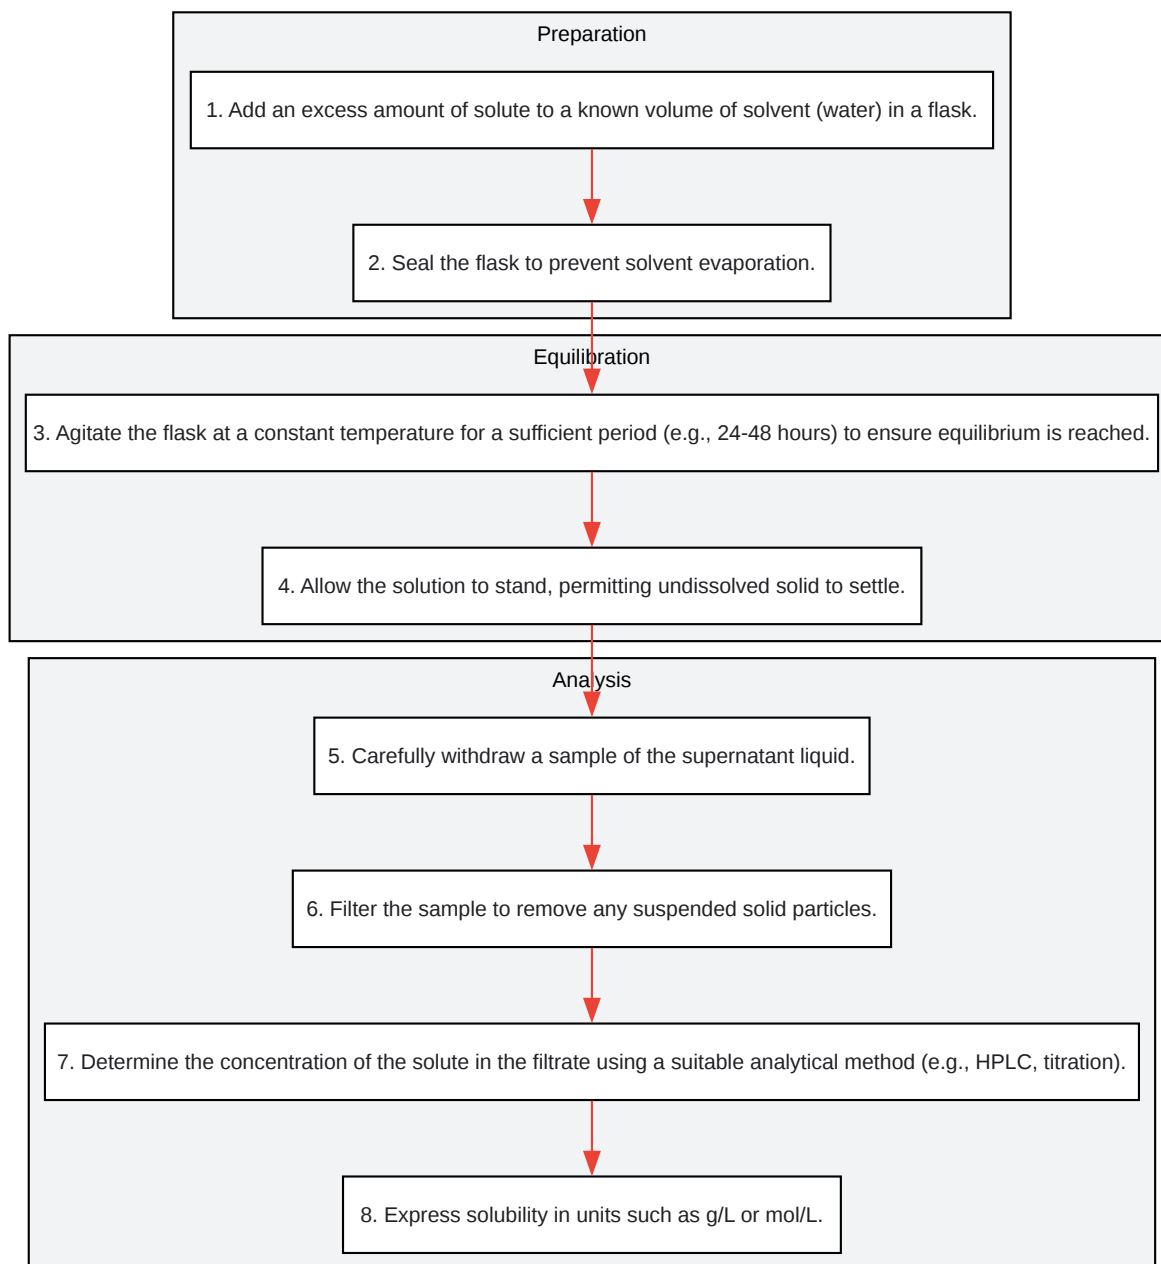 Preparation
1. Add an excess amount of solute to a known volume of solvent (water) in a flask.
2. Seal the flask to prevent solvent evaporation.
Equilibration
3. Agitate the flask at a constant temperature for a sufficient period (e.g., 24-48 hours) to ensure equilibrium is reached.
4. Allow the solution to stand, permitting undissolved solid to settle.
Analysis
5. Carefully withdraw a sample of the supernatant liquid.
6. Filter the sample to remove any suspended solid particles.
7. Determine the concentration of the solute in the filtrate using a suitable analytical method (e.g., HPLC, titration).
8. Express solubility in units such as g/L or mol/L.